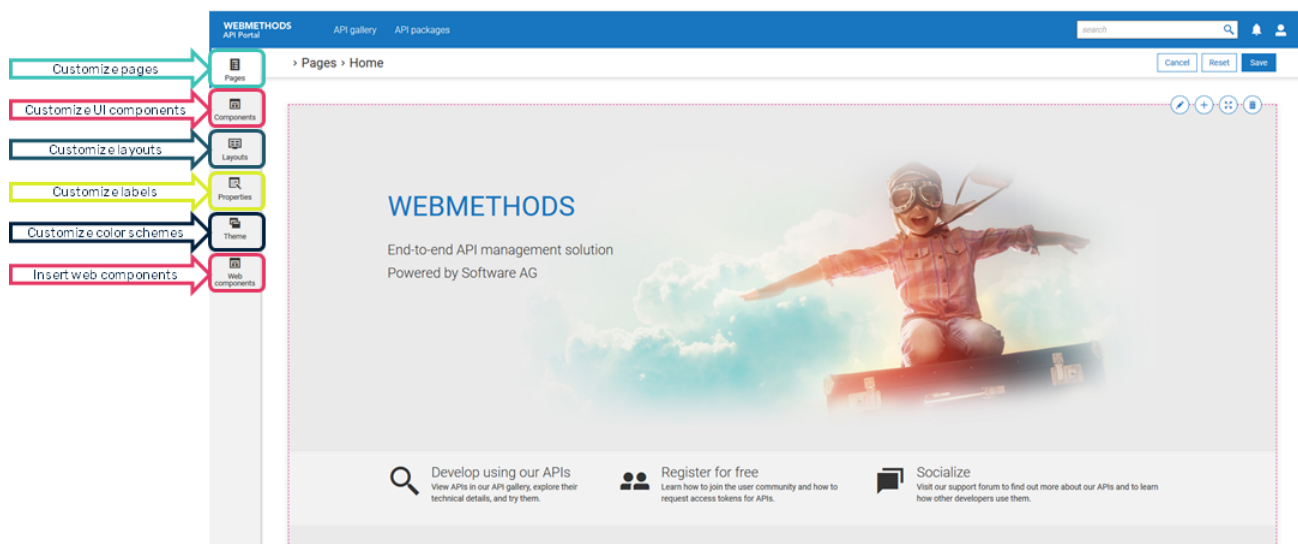 WEBMETHODS
API Portal
API gallery
API packages
search
Customize pages
Pages
› Pages › Home
Cancel
Reset
Save
Customize UI components
Components
Customize layouts
Layouts
Customize labels
Properties
Customize color schemes
Theme
Insert web components
Web
components
WEBMETHODS
End-to-end API management solution
Powered by Software AG
Develop using our APIs
View APIs in our API gallery, explore their
technical details, and try them.
Register for free
Learn how to join the user community and how to
request access tokens for APIs.
Socialize
Visit our support forum to find out more about our APIs and to learn
how other developers use them.